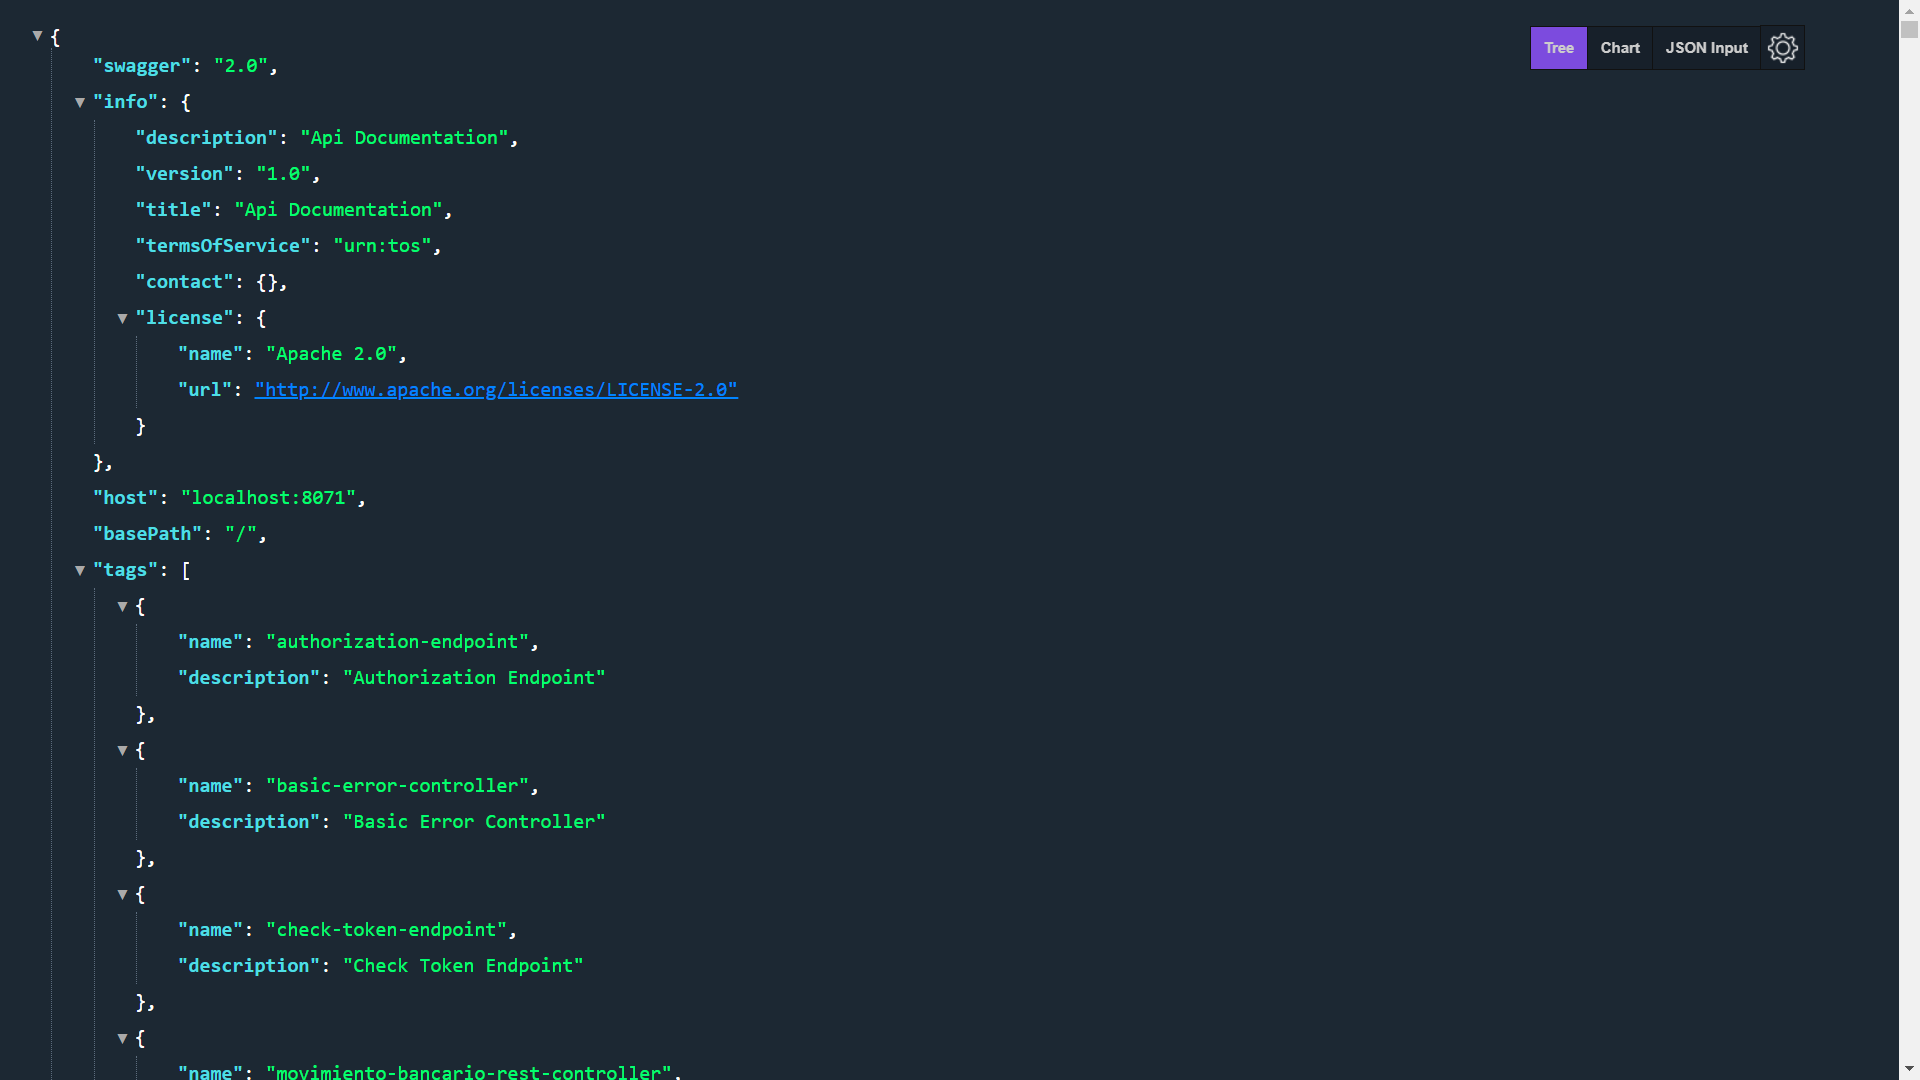 {
"swagger": "2.0",
"info": {
"description": "Api Documentation",
"version": "1.0",
"title": "Api Documentation",
"termsOfService": "urn:tos",
"contact": {},
"license": {
"name": "Apache 2.0",
"url": "http://www.apache.org/licenses/LICENSE-2.0"
}
},
"host": "localhost:8071",
"basePath": "/",
"tags": [
{
"name": "authorization-endpoint",
"description": "Authorization Endpoint"
},
{
"name": "basic-error-controller",
"description": "Basic Error Controller"
},
{
"name": "check-token-endpoint",
"description": "Check Token Endpoint"
},
{
"name": "movimiento-bancario-rest-controller",
Tree Chart JSON Input